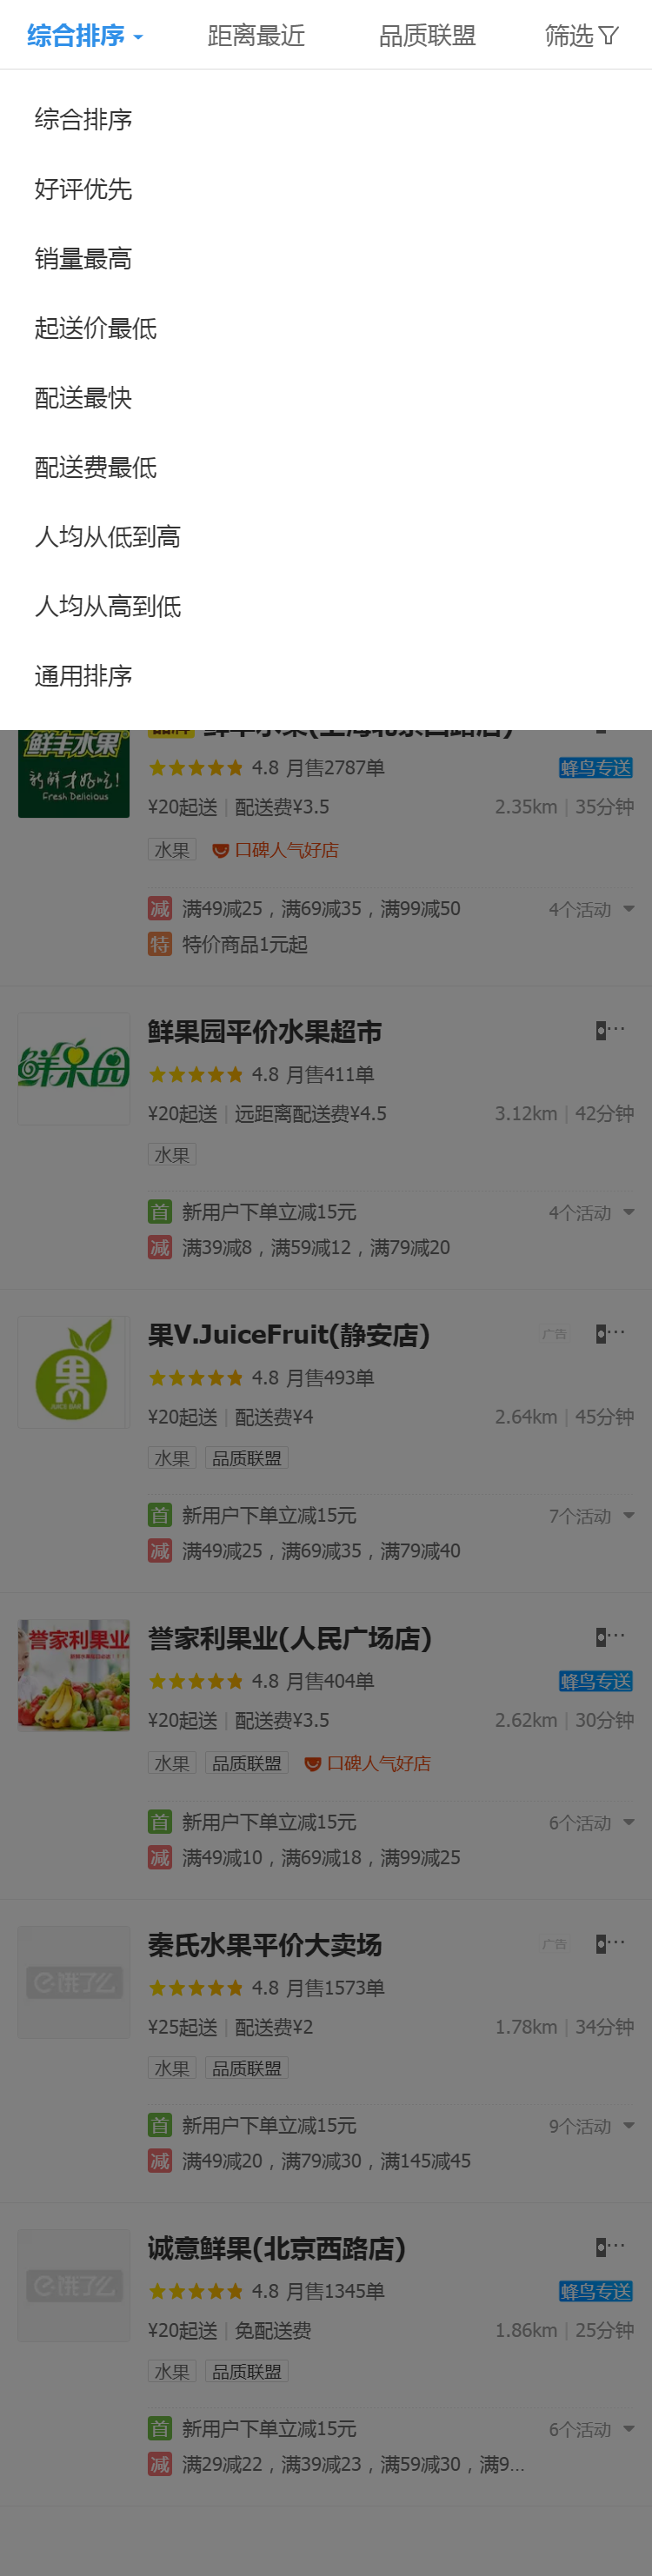 综合排序 距离最近 品质联盟 筛选
综合排序
好评优先
销量最高
起送价最低
配送最快
配送费最低
人均从低到高
人均从高到低
通用排序
鲜丰水果
新鲜才好吃!
Fresh Delicious
4.8 月售2787单 蜂鸟专送
¥20起送 | 配送费¥3.5 2.35km | 35分钟
水果 口碑人气好店
减 满49减25，满69减35，满99减50 4个活动
特 特价商品1元起
鲜果园
鲜果园平价水果超市
4.8 月售411单
¥20起送 | 远距离配送费¥4.5 3.12km | 42分钟
水果
首 新用户下单立减15元 4个活动
减 满39减8，满59减12，满79减20
果
JUICE BAR
果V.JuiceFruit(静安店) 广告
4.8 月售493单
¥20起送 | 配送费¥4 2.64km | 45分钟
水果 品质联盟
首 新用户下单立减15元 7个活动
减 满49减25，满69减35，满79减40
誉家利果业
誉家利果业(人民广场店)
4.8 月售404单 蜂鸟专送
¥20起送 | 配送费¥3.5 2.62km | 30分钟
水果 品质联盟 口碑人气好店
首 新用户下单立减15元 6个活动
减 满49减10，满69减18，满99减25
饿了么
秦氏水果平价大卖场 广告
4.8 月售1573单
¥25起送 | 配送费¥2 1.78km | 34分钟
水果 品质联盟
首 新用户下单立减15元 9个活动
减 满49减20，满79减30，满145减45
饿了么
诚意鲜果(北京西路店)
4.8 月售1345单 蜂鸟专送
¥20起送 | 免配送费 1.86km | 25分钟
水果 品质联盟
首 新用户下单立减15元 6个活动
减 满29减22，满39减23，满59减30，满9...